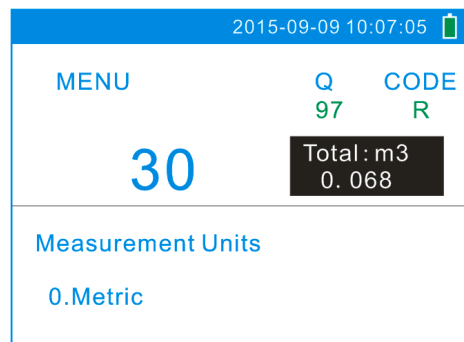 2015-09-09 10:07:05
MENU Q CODE
97 R
30 Total: m3
0. 068
Measurement Units
0.Metric